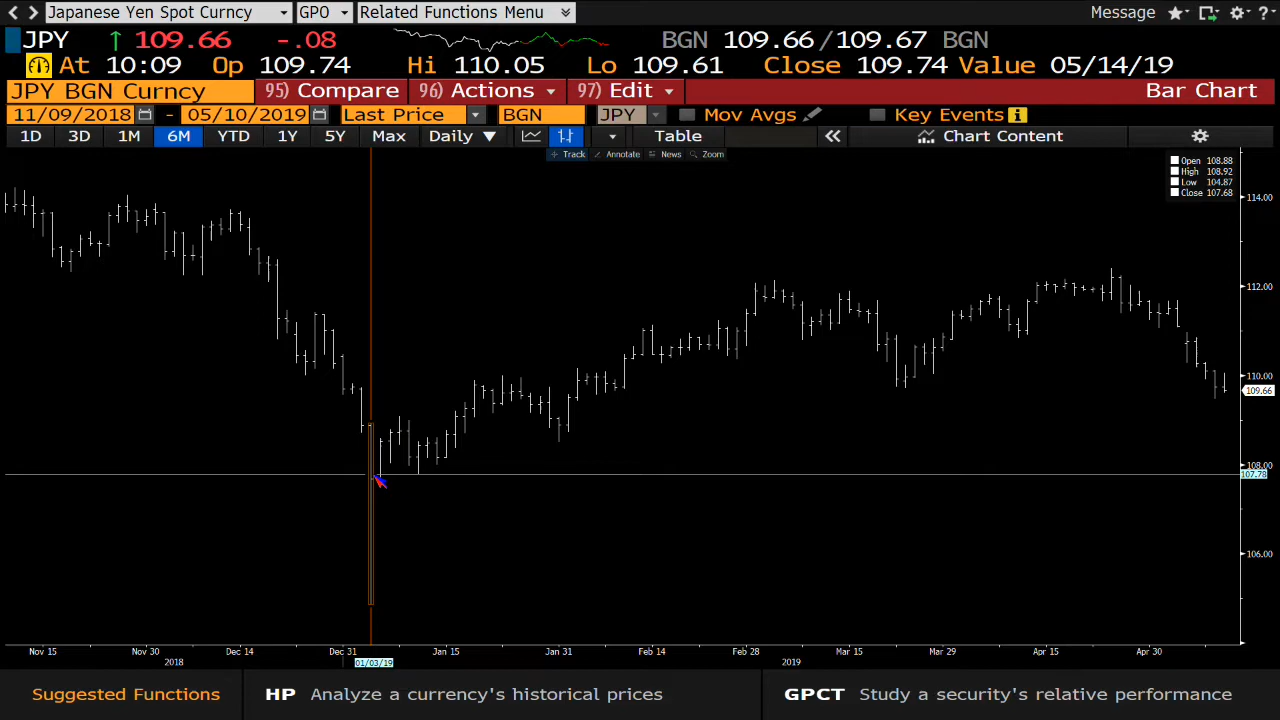 Japanese Yen Spot Curncy GPO Related Functions Menu Message
JPY 109.66 -.08 BGN 109.66/109.67 BGN
At 10:09 Op 109.74 Hi 110.05 Lo 109.61 Close 109.74 Value 05/14/19
JPY BGN Curncy 95) Compare 96) Actions 97) Edit Bar Chart
11/09/2018 - 05/10/2019 Last Price BGN JPY Mov Avgs Key Events
1D 3D 1M 6M YTD 1Y 5Y Max Daily Table Chart Content
Track Annotate News Zoom
Open 108.88
High 108.92
Low 104.87
Close 107.68
114.00
112.00
110.00
109.66
108.00
107.78
106.00
Nov 15 Nov 30 Dec 14 Dec 31 Jan 15 Jan 31 Feb 14 Feb 28 Mar 15 Mar 29 Apr 15 Apr 30
2018 01/03/19 2019
Suggested Functions HP Analyze a currency's historical prices GPCT Study a security's relative performance